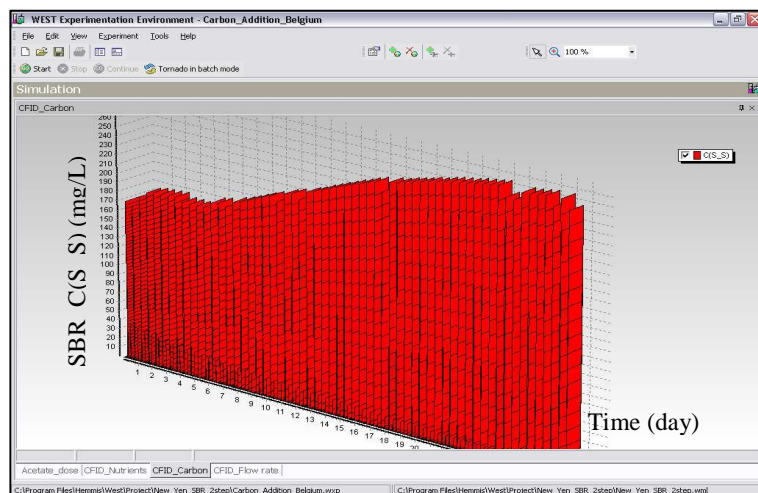 WEST Experimentation Environment - Carbon_Addition_Belgium
File Edit View Experiment Tools Help
100 %
Start Stop Continue Tornado in batch mode
Simulation
CFID_Carbon
260
250
240
230
220
210
200
190
180
170
160
150
140
130
120
110
100
90
80
70
60
50
40
30
20
10
SBR C(S S) (mg/L)
C(S_S)
1 2 3 4 5 6 7 8 9 10 11 12 13 14 15 16 17 18 19 20
Time (day)
Acetate_dose CFID_Nutrients CFID_Carbon CFID_Flow rate
C:\Program Files\Hemmis\West\Project\New_Yen_SBR_2step\Carbon_Addition_Belgium.wxp
C:\Program Files\Hemmis\West\Project\New_Yen_SBR_2step\New_Yen_SBR_2step.wml